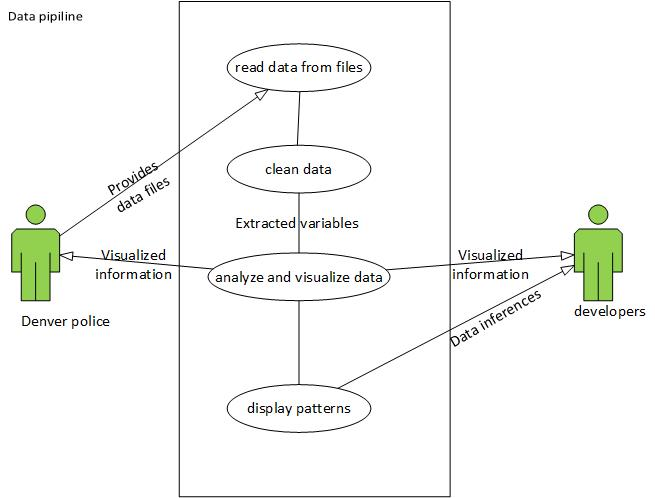 Data pipiline
read data from files
Provides
data files
clean data
Extracted variables
Visualized
information
analyze and visualize data
Visualized
information
Denver police
developers
Data inferences
display patterns